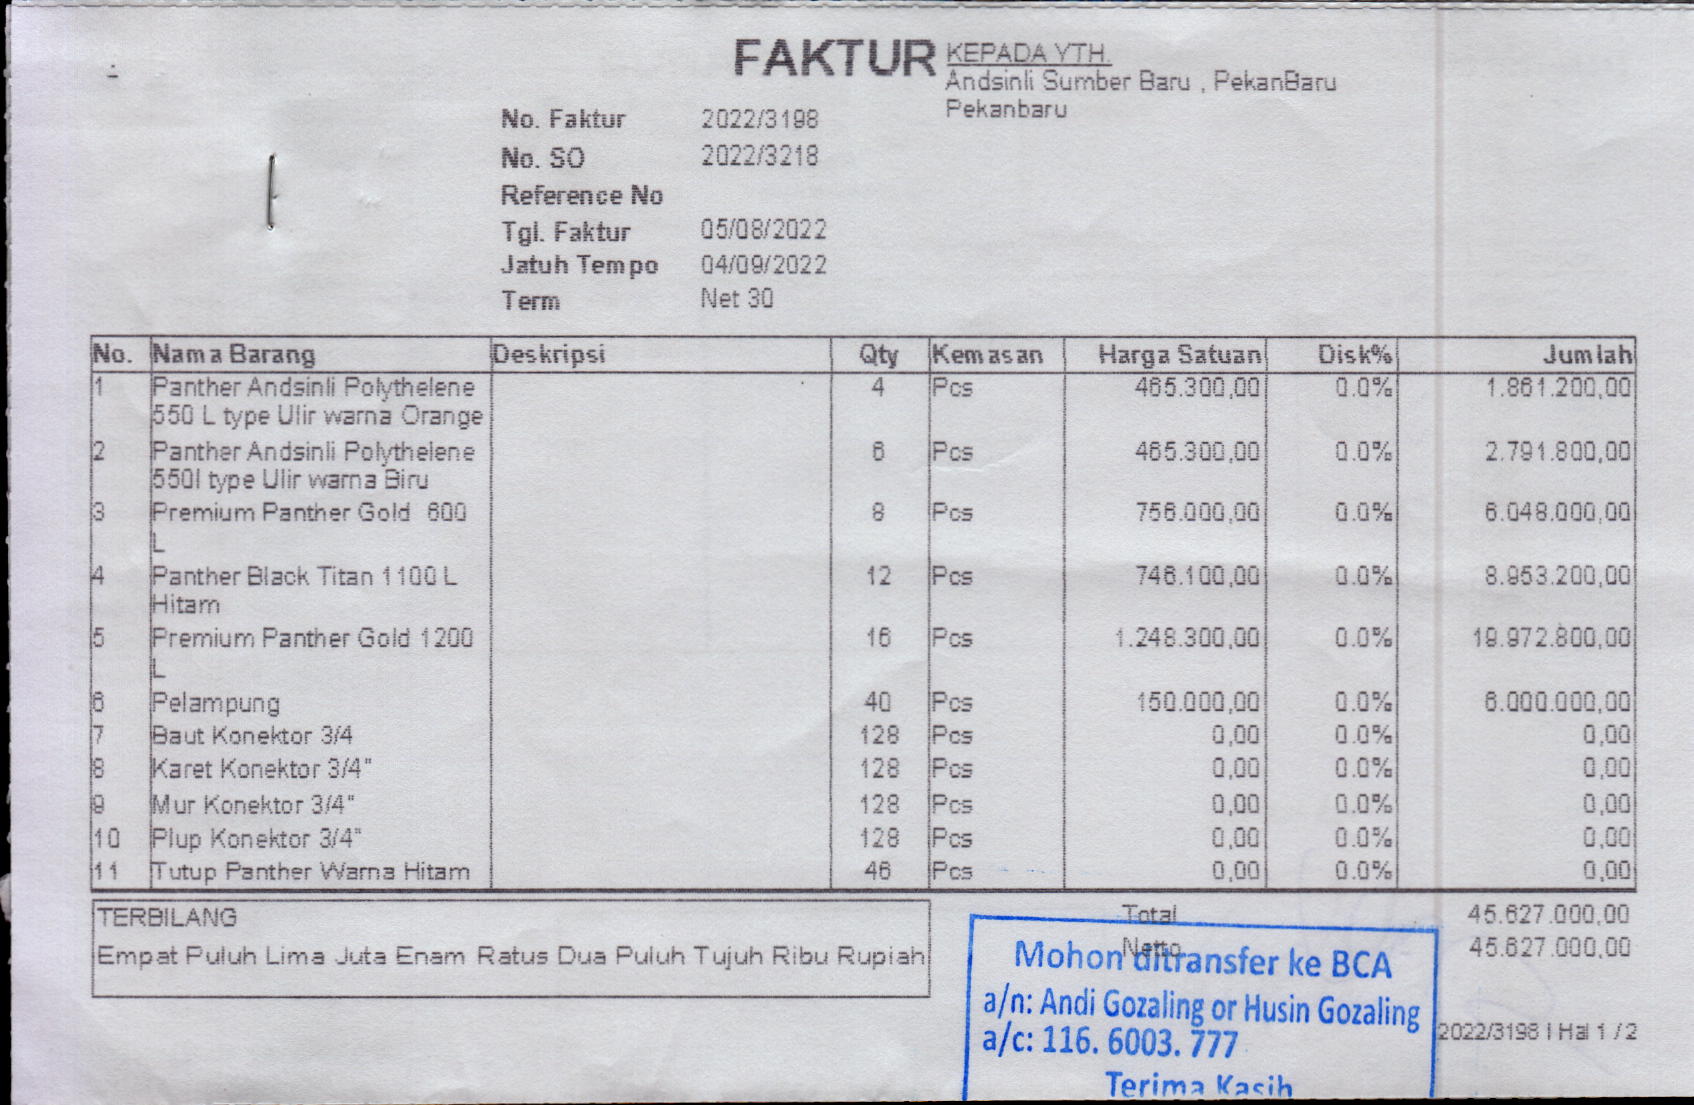 FAKTUR
KEPADA YTH.
Andsinli Sumber Baru , PekanBaru
Pekanbaru
No. Faktur 2022/3198
No. SO 2022/3218
Reference No
Tgl. Faktur 05/08/2022
Jatuh Tempo 04/09/2022
Term Net 30
No. Nama Barang Deskripsi Qty Kemasan Harga Satuan Disk% Jumlah
1 Panther Andsinli Polythelene 4 Pcs 465.300,00 0.0% 1.861.200,00
550 L type Ulir warna Orange
2 Panther Andsinli Polythelene 6 Pcs 465.300,00 0.0% 2.791.800,00
550l type Ulir warna Biru
3 Premium Panther Gold 600 8 Pcs 756.000,00 0.0% 6.048.000,00
L
4 Panther Black Titan 1100 L 12 Pcs 746.100,00 0.0% 8.953.200,00
Hitam
5 Premium Panther Gold 1200 16 Pcs 1.248.300,00 0.0% 19.972.800,00
L
6 Pelampung 40 Pcs 150.000,00 0.0% 6.000.000,00
7 Baut Konektor 3/4 128 Pcs 0,00 0.0% 0,00
8 Karet Konektor 3/4" 128 Pcs 0,00 0.0% 0,00
9 Mur Konektor 3/4" 128 Pcs 0,00 0.0% 0,00
10 Plup Konektor 3/4" 128 Pcs 0,00 0.0% 0,00
11 Tutup Panther Warna Hitam 46 Pcs 0,00 0.0% 0,00
TERBILANG
Empat Puluh Lima Juta Enam Ratus Dua Puluh Tujuh Ribu Rupiah
Total 45.627.000,00
Netto 45.627.000,00
Mohon ditransfer ke BCA
a/n: Andi Gozaling or Husin Gozaling
a/c: 116. 6003. 777
Terima Kasih
2022/3198 | Hal 1 / 2